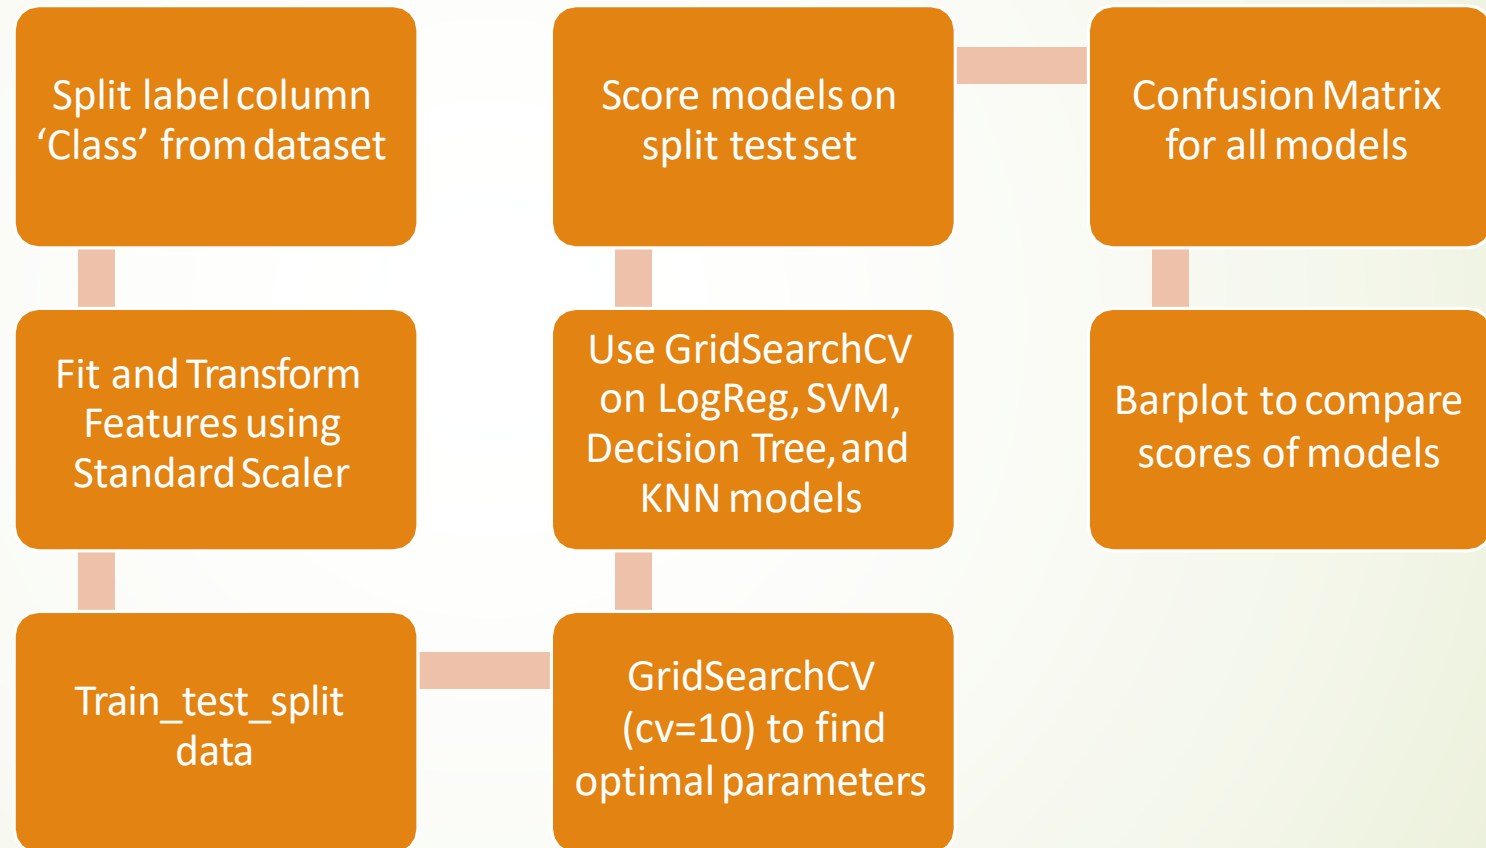 Split label column
‘Class’ from dataset
Fit and Transform
Features using
Standard Scaler
Train_test_split
data
GridSearchCV
(cv=10) to find
optimal parameters
Use GridSearchCV
on LogReg, SVM,
Decision Tree, and
KNN models
Score models on
split test set
Confusion Matrix
for all models
Barplot to compare
scores of models